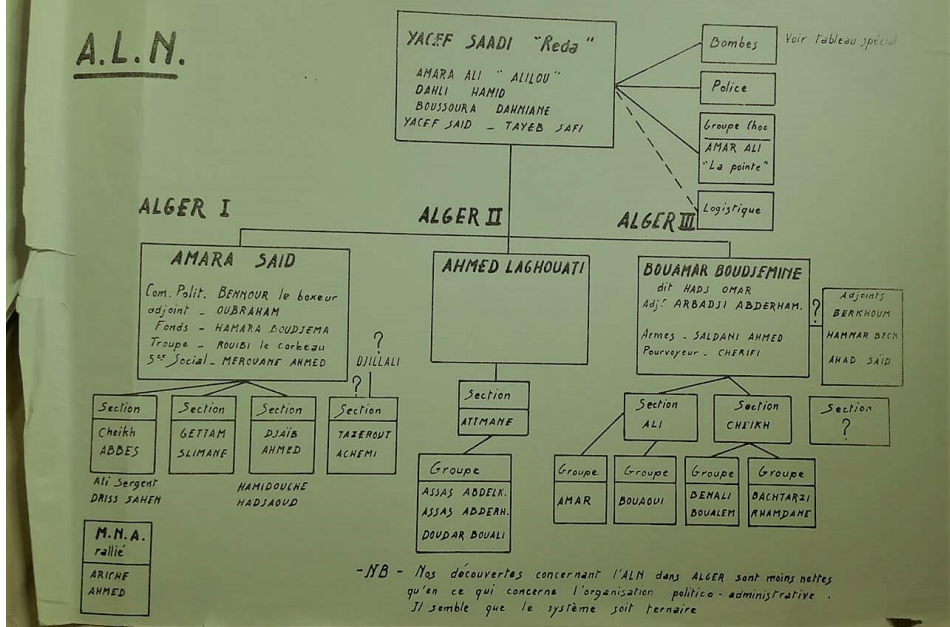 A.L.N.
YACEF SAADI "Reda"
AMARA ALI "ALILOU"
DAHLI HAMID
BOUSSOURA DAHMIANE
YACEF SAID _ TAYEB SAFI
Bombes
Voir tableau spécial
Police
Groupe Choc
AMAR ALI
"La pointe"
Logistique
ALGER I
ALGER II
ALGER III
AMARA SAID
Com. Polit. BENNOUR le boxeur
adjoint _ OUBRAHAM
Fonds _ HAMARA BOUDJEMA
Troupe _ ROUIBI le corbeau
Sce Social _ MEROUANE AHMED
?
DJILLALI
?
AHMED LAGHOUATI
BOUAMAR BOUDJEMINE
dit HADJ OMAR
Adjt ARBADJI ABDERHAM.
Armes - SALDANI AHMED
Pourvoyeur - CHERIFI
?
Adjoints
BERKHOUM
HAMMAR BECH
AHAD SAÏD
Section
Cheikh
ABBES
Ali Sergent
DRISS SAHEN
Section
GETTAM
SLIMANE
Section
DJAÏB
AHMED
HAMIDOUCHE
HADJAOUD
Section
TAZEROUT
ACHEMI
Section
ATTMANE
Groupe
ASSAS ABDELK.
ASSAS ABDERH.
DOUDAR BOUALI
Section
ALI
Section
CHEIKH
Section
?
Groupe
AMAR
Groupe
BOUAOUI
Groupe
BENALI
BOUALEM
Groupe
BACHTARZI
RHAMDANE
M.N.A.
rallié
ARICHE
AHMED
-NB - Nos découvertes concernant l'ALN dans ALGER sont moins nettes
qu'en ce qui concerne l'organisation politico-administrative.
Il semble que le système soit ternaire